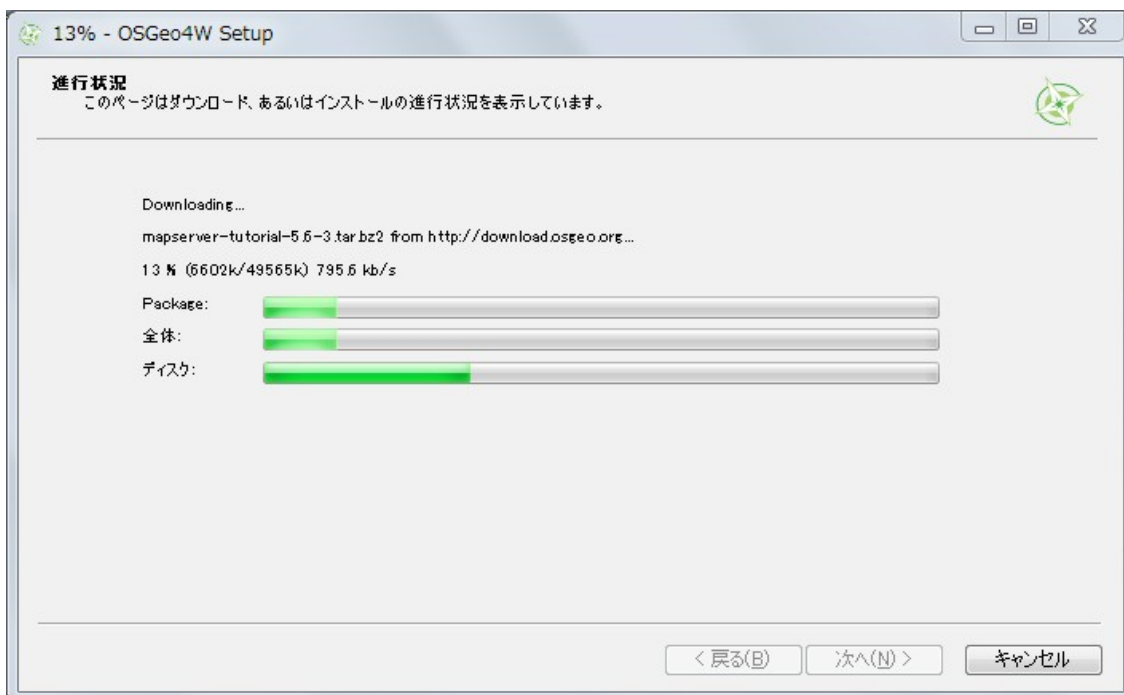 13% - OSGeo4W Setup
進行状況
このページはダウンロード、あるいはインストールの進行状況を表示しています。
Downloading...
mapserver-tutorial-5.6-3.tar.bz2 from http://download.osgeo.org...
13 % (6602k/49565k) 795.6 kb/s
Package:
全体:
ディスク:
< 戻る(B)
次へ(N) >
キャンセル